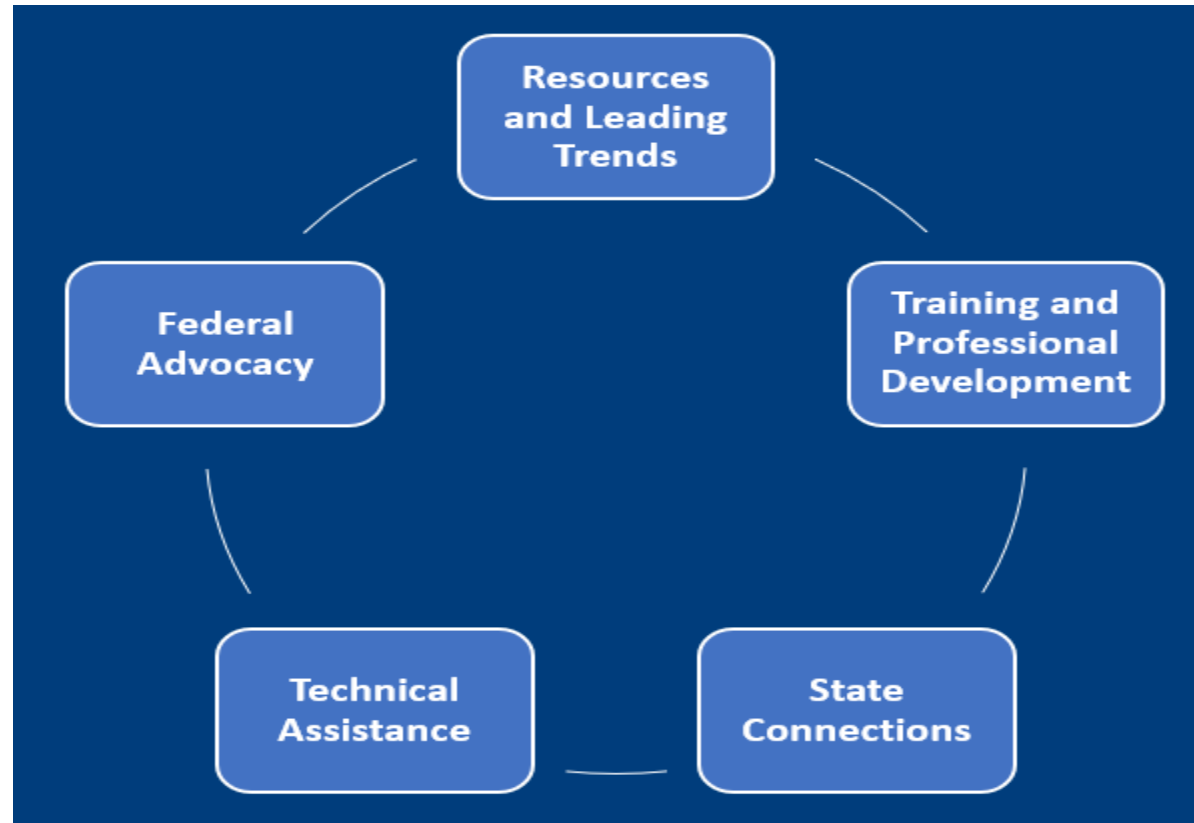 Resources
and Leading
Trends
Federal
Advocacy
Training and
Professional
Development
Technical
Assistance
State
Connections